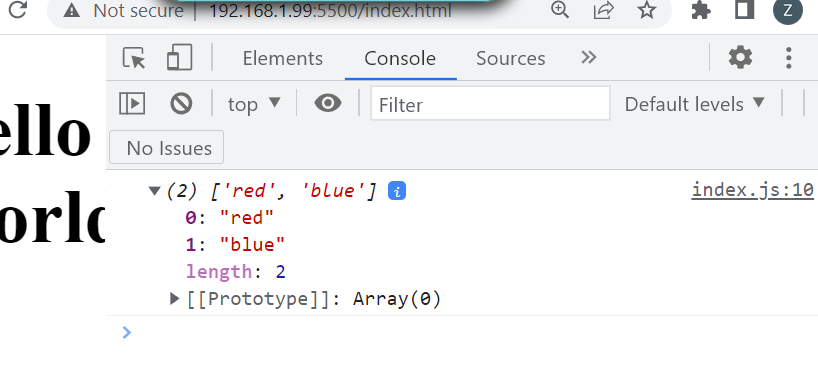 Not secure | 192.168.1.99:5500/index.html
Z
Elements Console Sources
top Filter Default levels
No Issues
(2) ['red', 'blue'] i index.js:10
ello
0: "red"
1: "blue"
orld
length: 2
[[Prototype]]: Array(0)